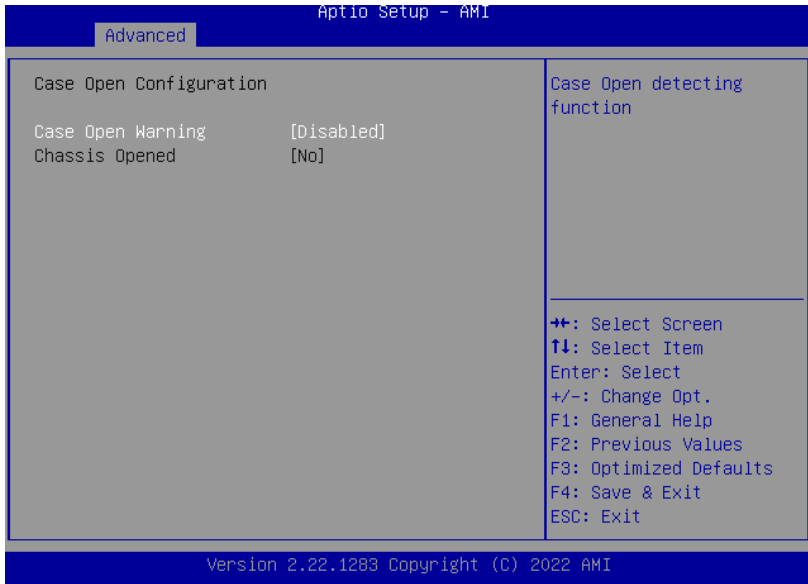 Aptio Setup – AMI
Advanced
Case Open Configuration
Case Open Warning [Disabled]
Chassis Opened [No]
Case Open detecting
function
→←: Select Screen
↑↓: Select Item
Enter: Select
+/-: Change Opt.
F1: General Help
F2: Previous Values
F3: Optimized Defaults
F4: Save & Exit
ESC: Exit
Version 2.22.1283 Copyright (C) 2022 AMI